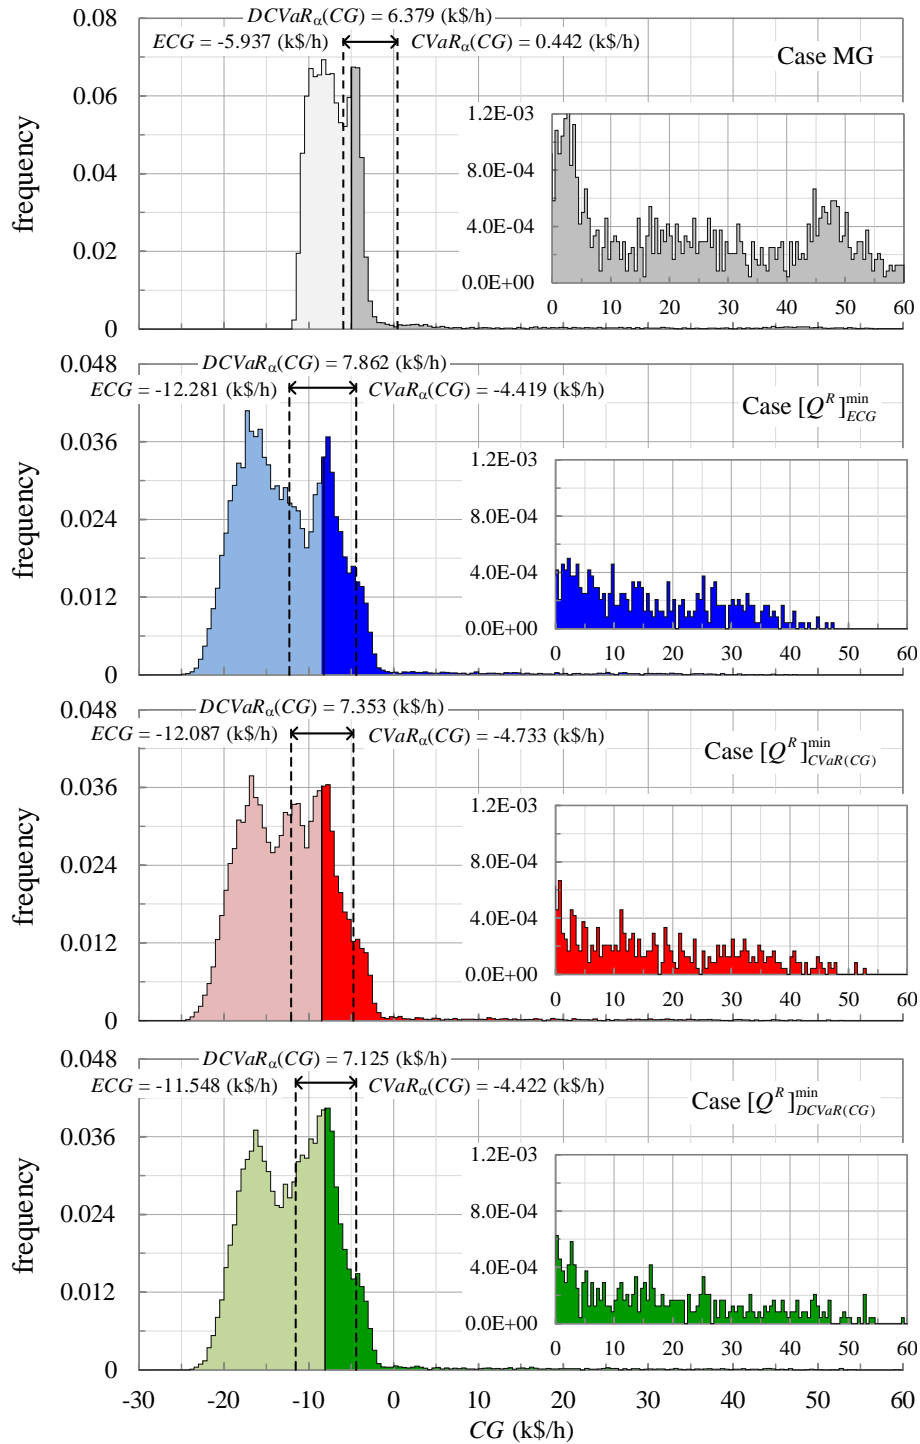 DCVaRα(CG) = 6.379 (k$/h)
ECG = -5.937 (k$/h)
CVaRα(CG) = 0.442 (k$/h)
Case MG
0.08
0.06
0.04
0.02
0
frequency
1.2E-03
8.0E-04
4.0E-04
0.0E+00
0 10 20 30 40 50 60
DCVaRα(CG) = 7.862 (k$/h)
ECG = -12.281 (k$/h)
CVaRα(CG) = -4.419 (k$/h)
Case [Q^R]^min_ECG
0.048
0.036
0.024
0.012
0
frequency
1.2E-03
8.0E-04
4.0E-04
0.0E+00
0 10 20 30 40 50 60
DCVaRα(CG) = 7.353 (k$/h)
ECG = -12.087 (k$/h)
CVaRα(CG) = -4.733 (k$/h)
Case [Q^R]^min_CVaR(CG)
0.048
0.036
0.024
0.012
0
frequency
1.2E-03
8.0E-04
4.0E-04
0.0E+00
0 10 20 30 40 50 60
DCVaRα(CG) = 7.125 (k$/h)
ECG = -11.548 (k$/h)
CVaRα(CG) = -4.422 (k$/h)
Case [Q^R]^min_DCVaR(CG)
0.048
0.036
0.024
0.012
0
frequency
1.2E-03
8.0E-04
4.0E-04
0.0E+00
0 10 20 30 40 50 60
-30 -20 -10 0 10 20 30 40 50 60
CG (k$/h)